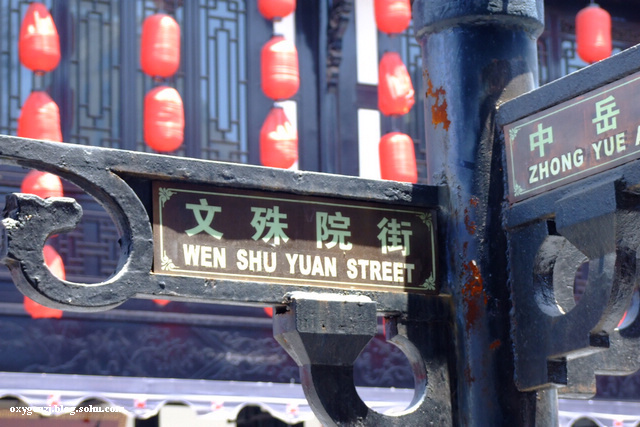 文殊院街
WEN SHU YUAN STREET
中岳
ZHONG YUE A